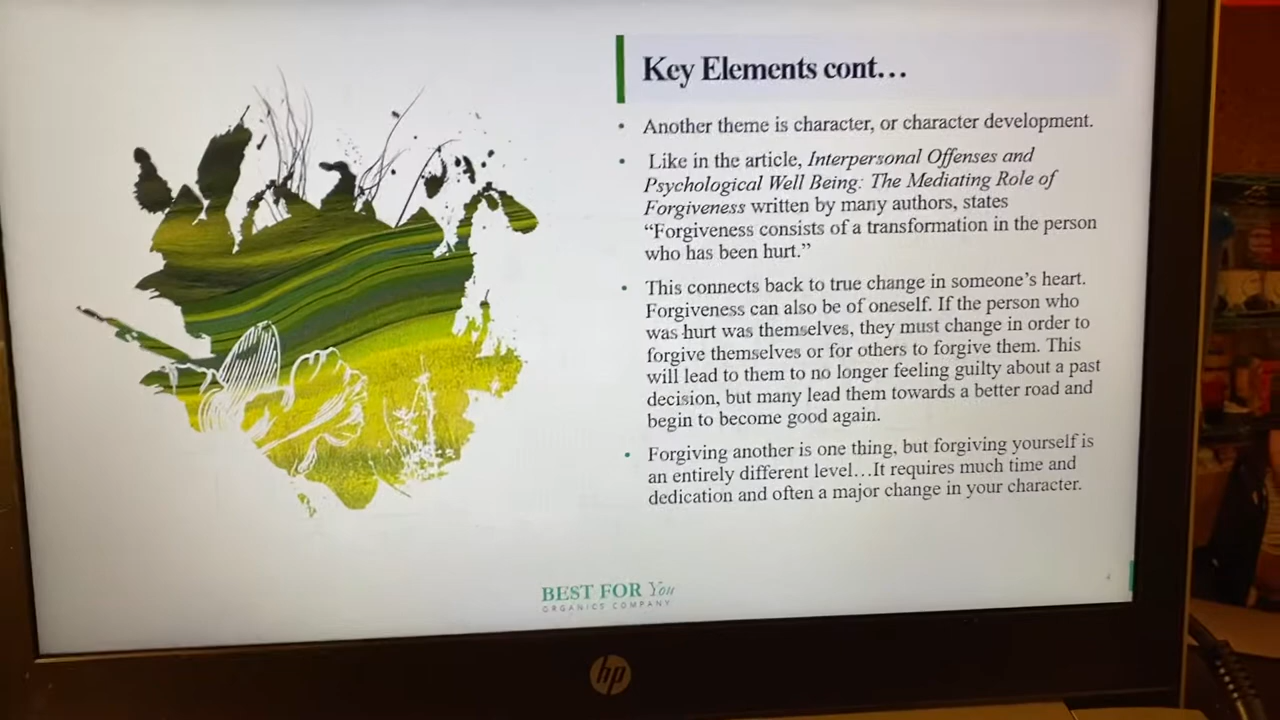 Key Elements cont…
• Another theme is character, or character development.
• Like in the article, Interpersonal Offenses and
Psychological Well Being: The Mediating Role of
Forgiveness written by many authors, states
“Forgiveness consists of a transformation in the person
who has been hurt.”
• This connects back to true change in someone’s heart.
Forgiveness can also be of oneself. If the person who
was hurt was themselves, they must change in order to
forgive themselves or for others to forgive them. This
will lead to them to no longer feeling guilty about a past
decision, but many lead them towards a better road and
begin to become good again.
• Forgiving another is one thing, but forgiving yourself is
an entirely different level…It requires much time and
dedication and often a major change in your character.
4
BEST FOR You
ORGANICS COMPANY
hp